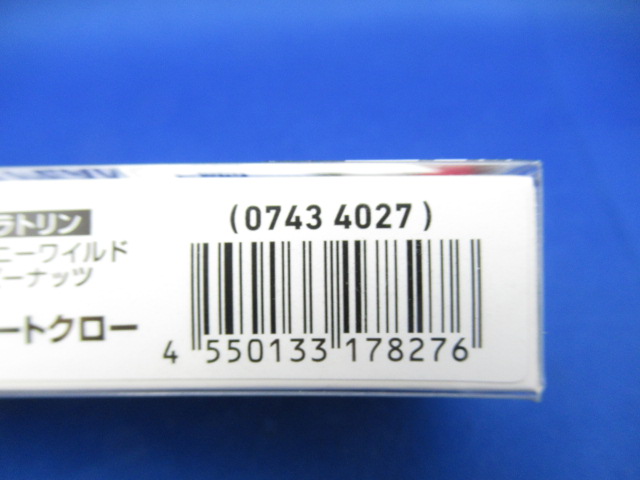 ラトリン
ニーワイルド
ーナッツ
ートクロー
(0743 4027)
4 550133 178276